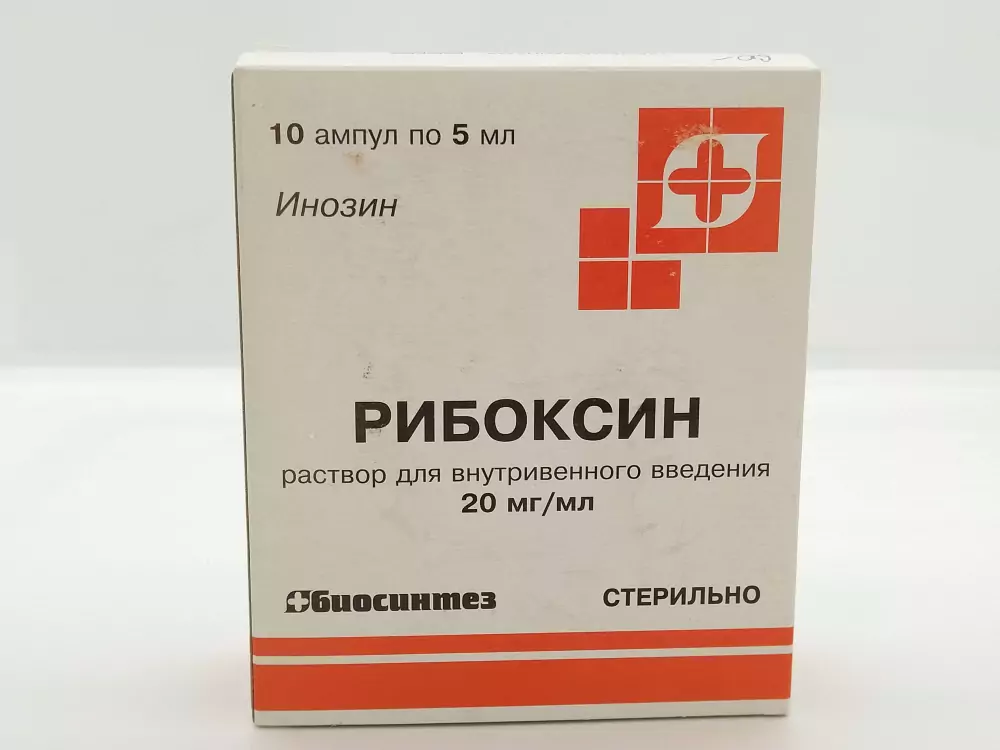 10 ампул по 5 мл
Инозин
РИБОКСИН
раствор для внутривенного введения
20 мг/мл
биосинтез
СТЕРИЛЬНО